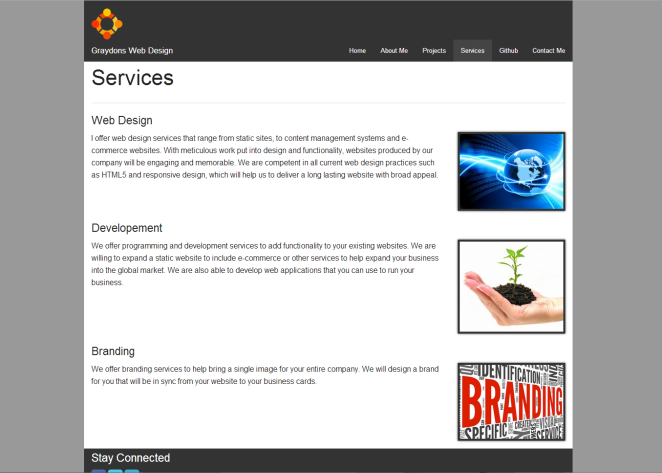 Graydons Web Design
Home About Me Projects Services Github Contact Me
Services
Web Design
I offer web design services that range from static sites, to content management systems and e-
commerce websites. With meticulous work put into design and functionality, websites produced by our
company will be engaging and memorable. We are competent in all current web design practices such
as HTML5 and responsive design, which will help us to deliver a long lasting website with broad appeal.
Developement
We offer programming and development services to add functionality to your existing websites. We are
willing to expand a static website to include e-commerce or other services to help expand your business
into the global market. We are also able to develop web applications that you can use to run your
business.
Branding
We offer branding services to help bring a single image for your entire company. We will design a brand
for you that will be in sync from your website to your business cards.
IDENTIFICATION
BRANDING
SPECIFIC
SERVICE
Stay Connected